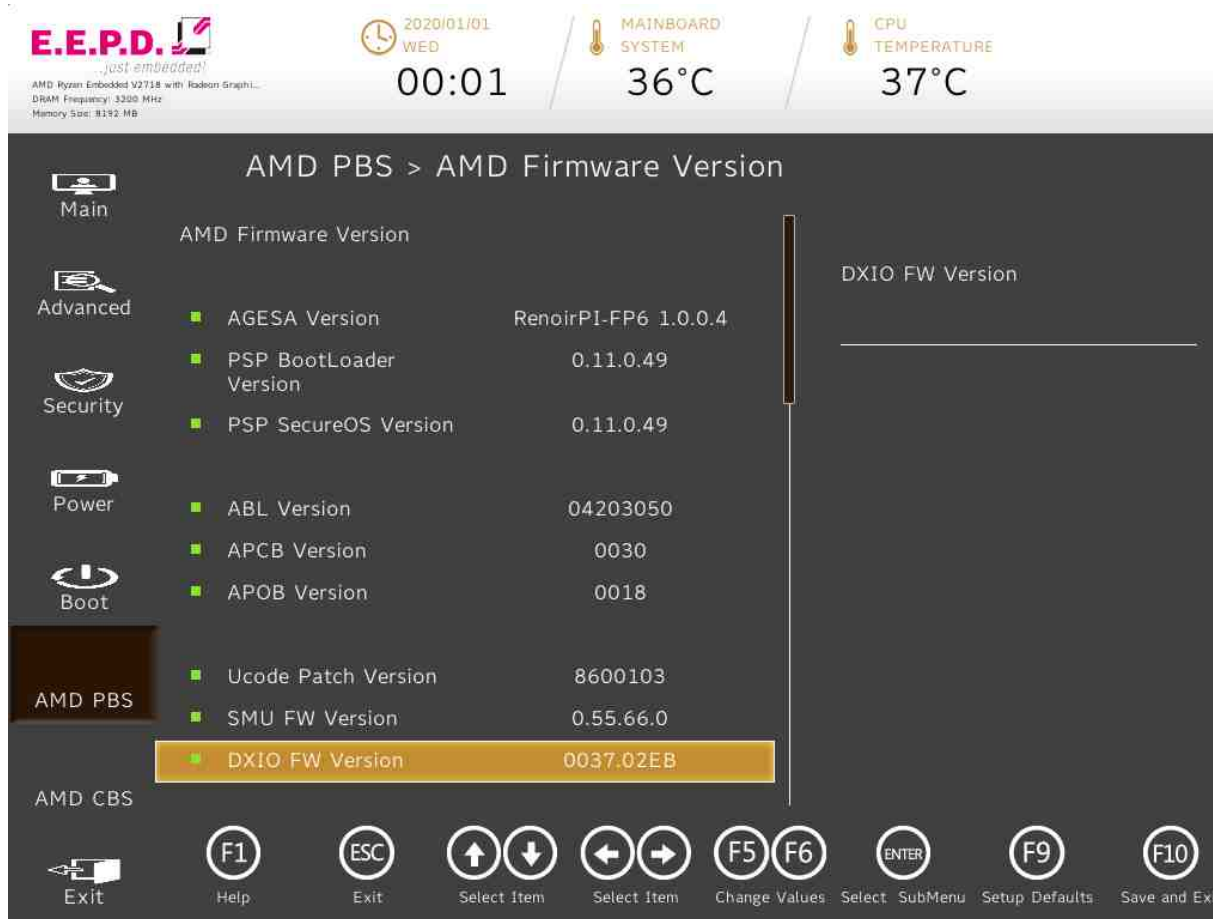 E.E.P.D.
...just embedded!
AMD Ryzen Embedded V2718 with Radeon Graphi...
DRAM Frequency: 3200 MHz
Memory Size: 8192 MB
2020/01/01
WED
00:01
MAINBOARD
SYSTEM
36°C
CPU
TEMPERATURE
37°C
AMD PBS > AMD Firmware Version
Main
Advanced
Security
Power
Boot
AMD PBS
AMD CBS
Exit
AMD Firmware Version
AGESA Version RenoirPI-FP6 1.0.0.4
PSP BootLoader 0.11.0.49
Version
PSP SecureOS Version 0.11.0.49
ABL Version 04203050
APCB Version 0030
APOB Version 0018
Ucode Patch Version 8600103
SMU FW Version 0.55.66.0
DXIO FW Version 0037.02EB
DXIO FW Version
F1 ESC F5 F6 ENTER F9 F10
Help Exit Select Item Select Item Change Values Select SubMenu Setup Defaults Save and Ex